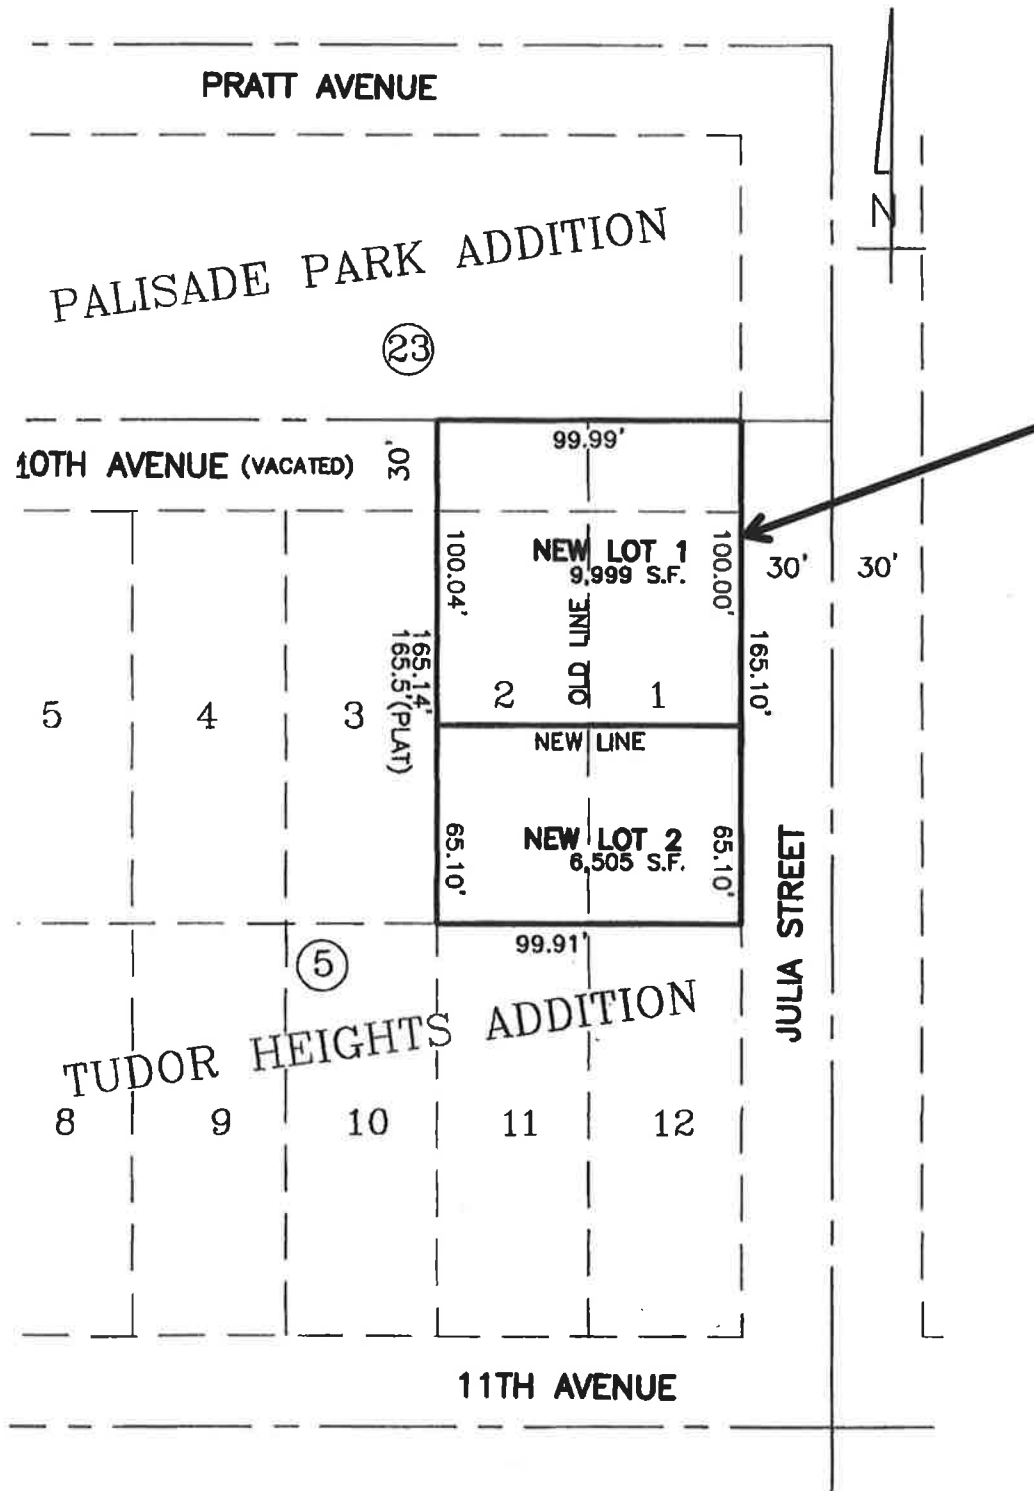 PRATT AVENUE
N
PALISADE PARK ADDITION
23
99.99'
10TH AVENUE (VACATED)
30'
NEW LOT 1
9,999 S.F.
100.04'
100.00'
30'
30'
OLD LINE
165.14'
165.5'(PLAT)
165.10'
5
4
3
2
1
NEW LINE
NEW LOT 2
6,505 S.F.
65.10'
65.10'
JULIA STREET
99.91'
5
TUDOR HEIGHTS ADDITION
8
9
10
11
12
11TH AVENUE